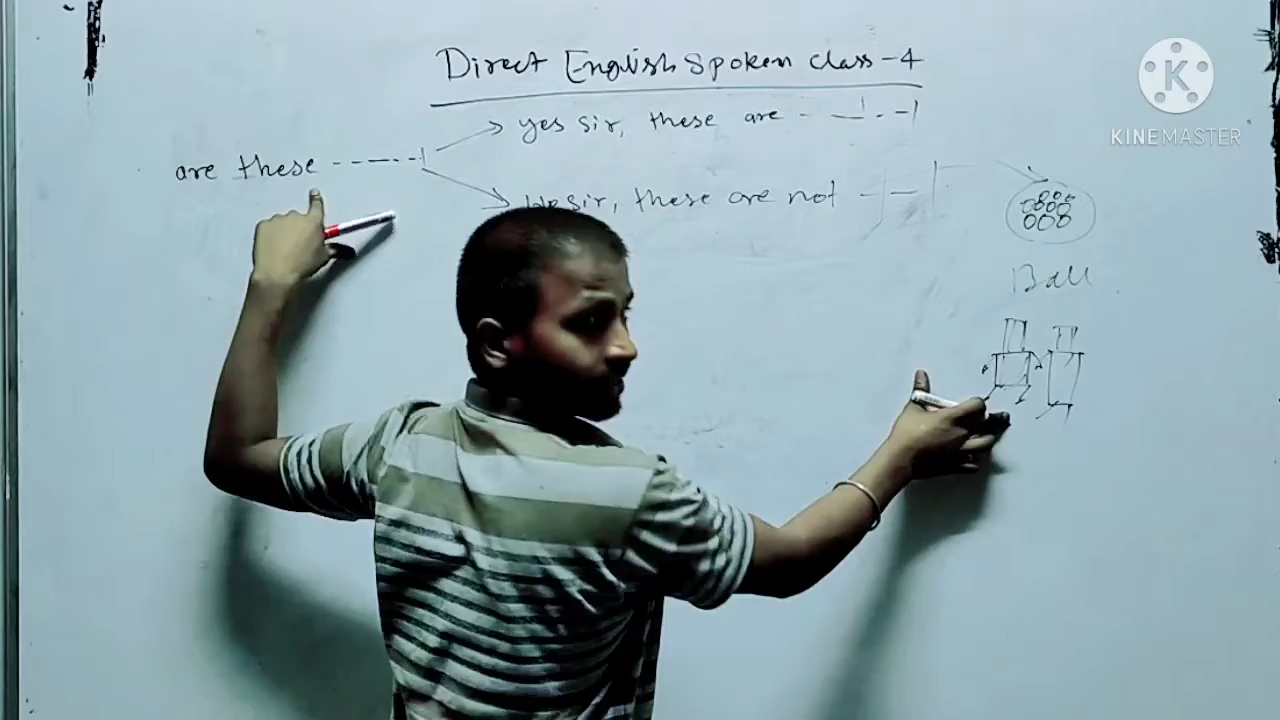 Direct English Spoken class-4
yes sir, these are
are these
sir, these are not
Ball
KINEMASTER